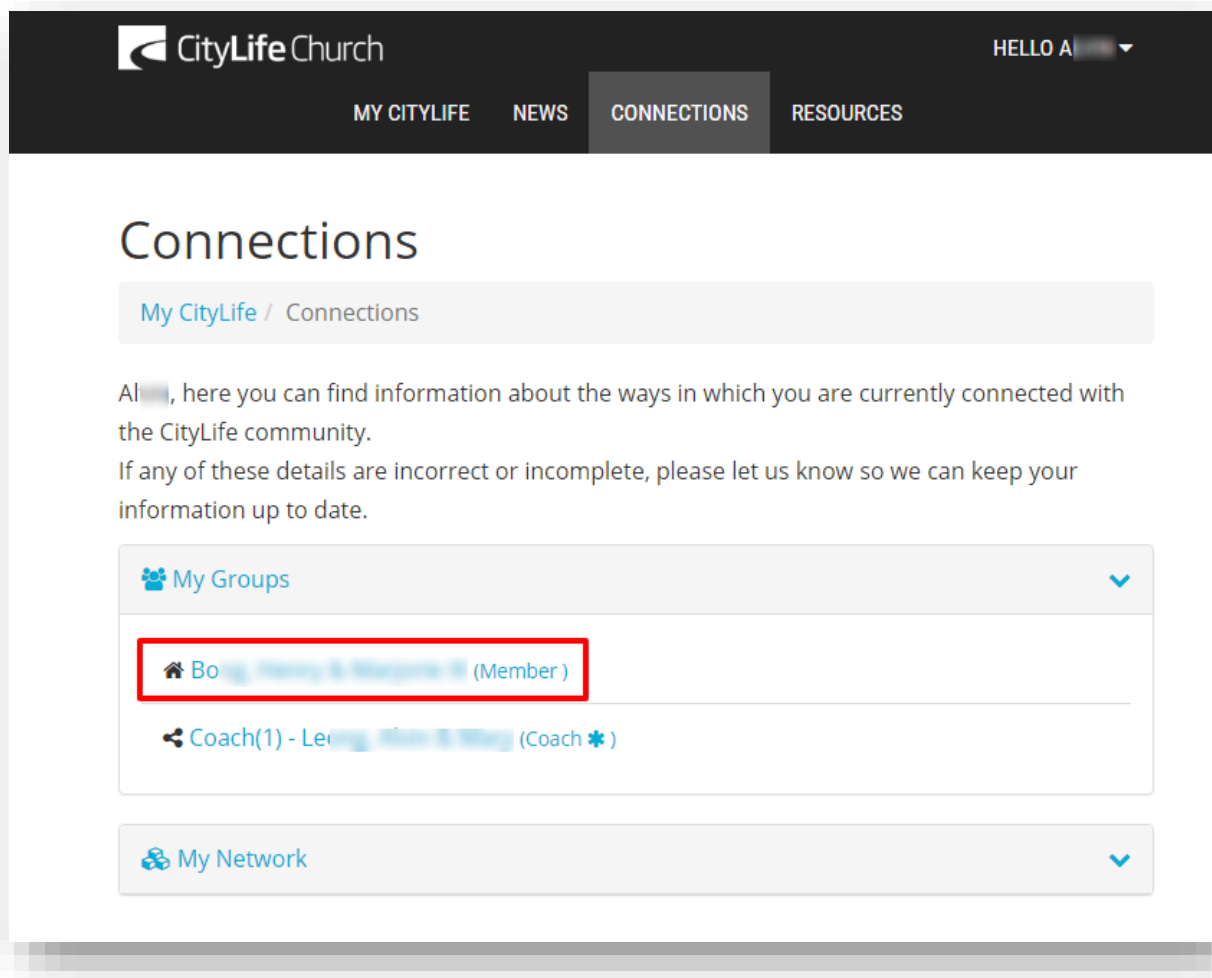 CityLife Church
HELLO A
MY CITYLIFE NEWS CONNECTIONS RESOURCES
Connections
My CityLife / Connections
Al , here you can find information about the ways in which you are currently connected with
the CityLife community.
If any of these details are incorrect or incomplete, please let us know so we can keep your
information up to date.
My Groups
Bo (Member )
Coach(1) - Le (Coach * )
My Network